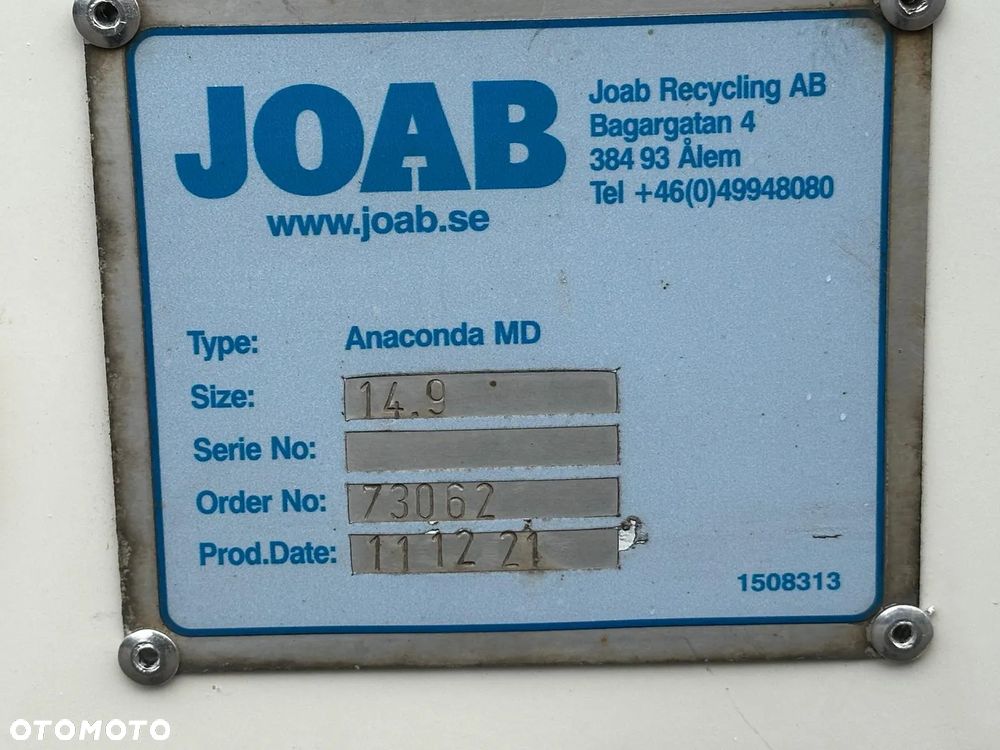 JOAB
www.joab.se
Joab Recycling AB
Bagargatan 4
384 93 Ålem
Tel +46(0)49948080
Type: Anaconda MD
Size: 14.9
Serie No:
Order No: 73062
Prod.Date: 11 12 21
1508313
OTOMOTO